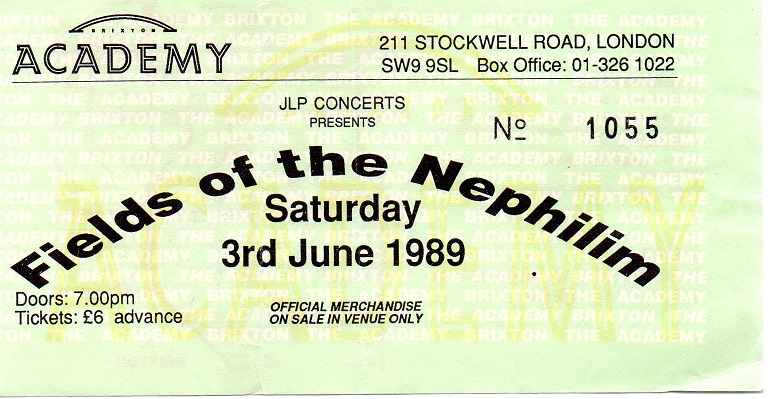 BRIXTON
ACADEMY
211 STOCKWELL ROAD, LONDON
SW9 9SL Box Office: 01-326 1022
JLP CONCERTS
PRESENTS
Nº 1055
Fields of the Nephilim
Saturday
3rd June 1989
Doors: 7.00pm
Tickets: £6 advance
OFFICIAL MERCHANDISE
ON SALE IN VENUE ONLY